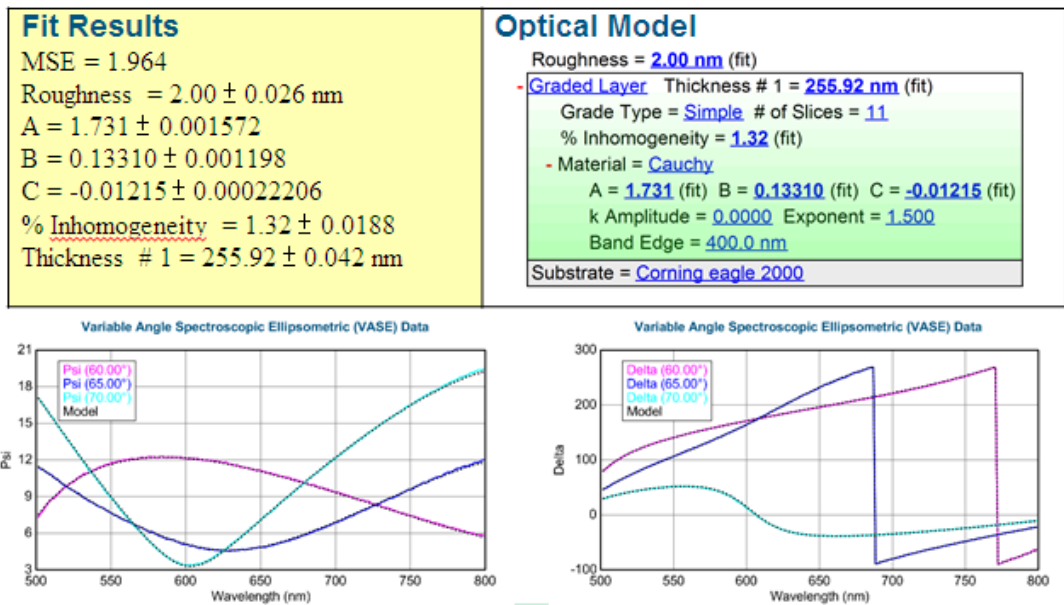 Fit Results
MSE = 1.964
Roughness = 2.00 ± 0.026 nm
A = 1.731 ± 0.001572
B = 0.13310 ± 0.001198
C = -0.01215 ± 0.00022206
% Inhomogeneity = 1.32 ± 0.0188
Thickness # 1 = 255.92 ± 0.042 nm
Optical Model
Roughness = 2.00 nm (fit)
- Graded Layer Thickness # 1 = 255.92 nm (fit)
Grade Type = Simple # of Slices = 11
% Inhomogeneity = 1.32 (fit)
- Material = Cauchy
A = 1.731 (fit) B = 0.13310 (fit) C = -0.01215 (fit)
k Amplitude = 0.0000 Exponent = 1.500
Band Edge = 400.0 nm
Substrate = Corning eagle 2000
Variable Angle Spectroscopic Ellipsometric (VASE) Data
21
18
15
12
9
6
3
Psi
Psi (60.00°)
Psi (65.00°)
Psi (70.00°)
Model
500 550 600 650 700 750 800
Wavelength (nm)
Variable Angle Spectroscopic Ellipsometric (VASE) Data
300
200
100
0
-100
Delta
Delta (60.00°)
Delta (65.00°)
Delta (70.00°)
Model
500 550 600 650 700 750 800
Wavelength (nm)